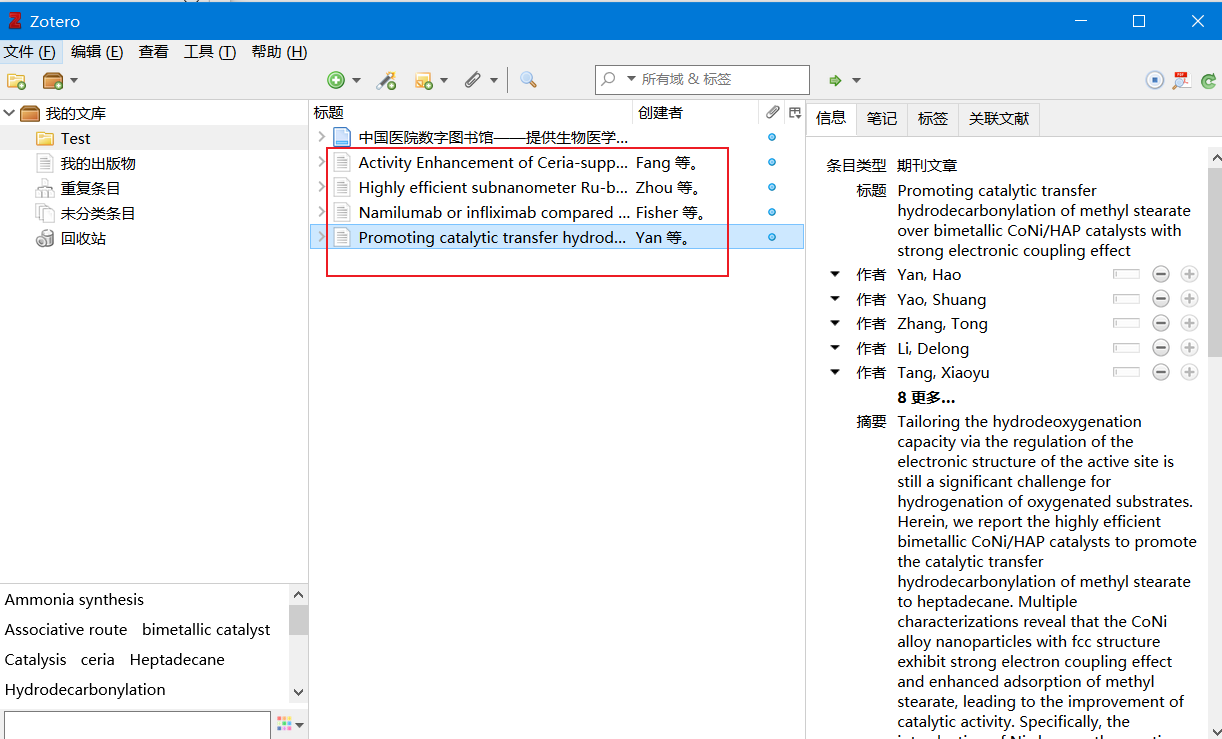 Zotero
文件 (F) 编辑 (E) 查看 工具 (T) 帮助 (H)
所有域 & 标签
我的文库
Test
我的出版物
重复条目
未分类条目
回收站
Ammonia synthesis
Associative route bimetallic catalyst
Catalysis ceria Heptadecane
Hydrodecarbonylation
标题 创建者
中国医院数字图书馆——提供生物医学...
Activity Enhancement of Ceria-supp... Fang 等。
Highly efficient subnanometer Ru-b... Zhou 等。
Namilumab or infliximab compared ... Fisher 等。
Promoting catalytic transfer hydrod... Yan 等。
信息 笔记 标签 关联文献
条目类型 期刊文章
标题 Promoting catalytic transfer
hydrodecarbonylation of methyl stearate
over bimetallic CoNi/HAP catalysts with
strong electronic coupling effect
作者 Yan, Hao
作者 Yao, Shuang
作者 Zhang, Tong
作者 Li, Delong
作者 Tang, Xiaoyu
8 更多...
摘要 Tailoring the hydrodeoxygenation
capacity via the regulation of the
electronic structure of the active site is
still a significant challenge for
hydrogenation of oxygenated substrates.
Herein, we report the highly efficient
bimetallic CoNi/HAP catalysts to promote
the catalytic transfer
hydrodecarbonylation of methyl stearate
to heptadecane. Multiple
characterizations reveal that the CoNi
alloy nanoparticles with fcc structure
exhibit strong electron coupling effect
and enhanced adsorption of methyl
stearate, leading to the improvement of
catalytic activity. Specifically, the